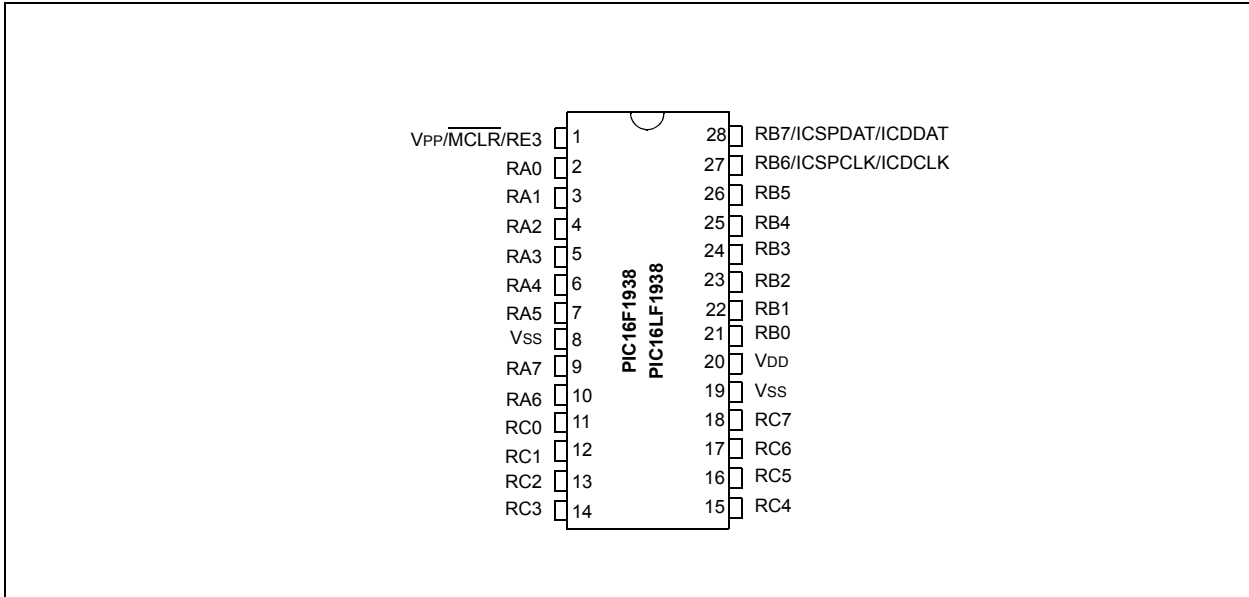 VPP/MCLR/RE3 1 28 RB7/ICSPDAT/ICDDAT
RA0 2 27 RB6/ICSPCLK/ICDCLK
RA1 3 26 RB5
RA2 4 25 RB4
RA3 5 24 RB3
RA4 6 23 RB2
RA5 7 22 RB1
VSS 8 21 RB0
RA7 9 20 VDD
RA6 10 19 VSS
RC0 11 18 RC7
RC1 12 17 RC6
RC2 13 16 RC5
RC3 14 15 RC4
PIC16F1938
PIC16LF1938